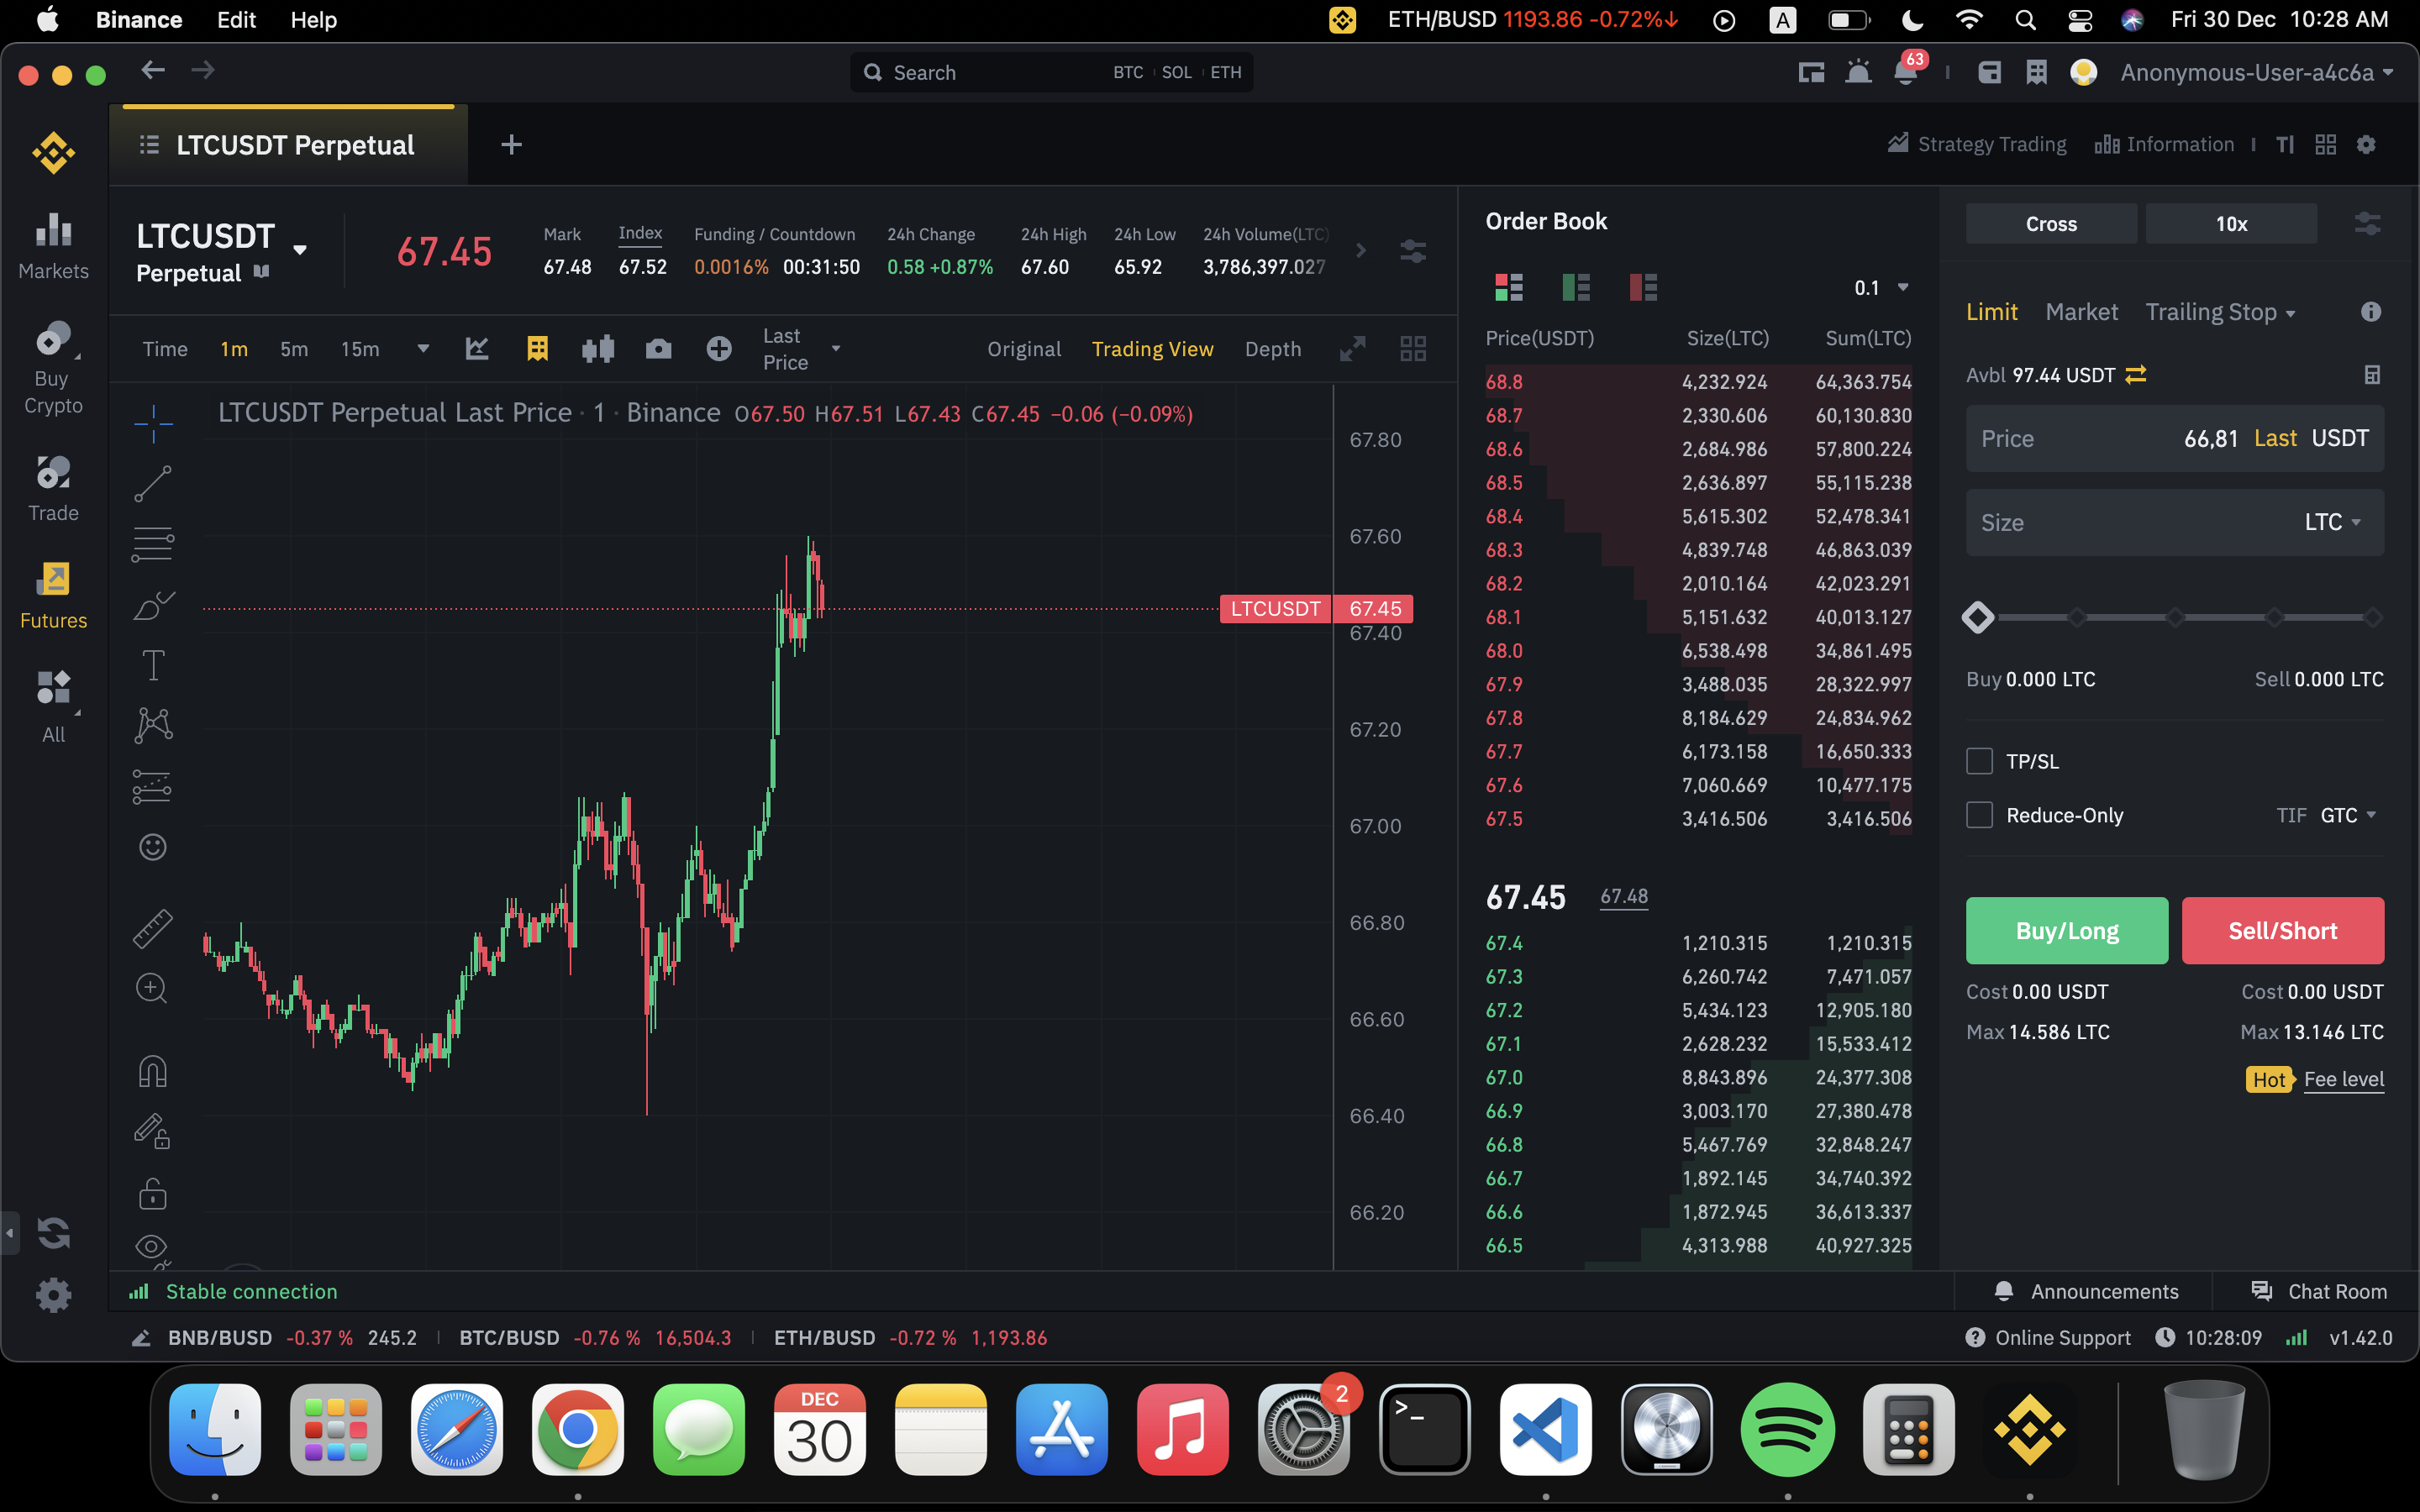 Binance Edit Help ETH/BUSD 1193.86 -0.72%↓ A Fri 30 Dec 10:28 AM
Search BTC SOL ETH 63 Anonymous-User-a4c6a
LTCUSDT Perpetual + Strategy Trading Information
Markets
Buy
Crypto
Trade
Futures
All
LTCUSDT
Perpetual
67.45
Mark Index Funding / Countdown 24h Change 24h High 24h Low 24h Volume(LTC)
67.48 67.52 0.0016% 00:31:50 0.58 +0.87% 67.60 65.92 3,786,397.027
Time 1m 5m 15m Last Price Original Trading View Depth
LTCUSDT Perpetual Last Price · 1 · Binance O67.50 H67.51 L67.43 C67.45 −0.06 (−0.09%)
67.80
67.60
LTCUSDT 67.45
67.40
67.20
67.00
66.80
66.60
66.40
66.20
Order Book
0.1
Price(USDT) Size(LTC) Sum(LTC)
68.8 4,232.924 64,363.754
68.7 2,330.606 60,130.830
68.6 2,684.986 57,800.224
68.5 2,636.897 55,115.238
68.4 5,615.302 52,478.341
68.3 4,839.748 46,863.039
68.2 2,010.164 42,023.291
68.1 5,151.632 40,013.127
68.0 6,538.498 34,861.495
67.9 3,488.035 28,322.997
67.8 8,184.629 24,834.962
67.7 6,173.158 16,650.333
67.6 7,060.669 10,477.175
67.5 3,416.506 3,416.506
67.45 67.48
67.4 1,210.315 1,210.315
67.3 6,260.742 7,471.057
67.2 5,434.123 12,905.180
67.1 2,628.232 15,533.412
67.0 8,843.896 24,377.308
66.9 3,003.170 27,380.478
66.8 5,467.769 32,848.247
66.7 1,892.145 34,740.392
66.6 1,872.945 36,613.337
66.5 4,313.988 40,927.325
Cross 10x
Limit Market Trailing Stop
Avbl 97.44 USDT
Price 66,81 Last USDT
Size LTC
Buy 0.000 LTC Sell 0.000 LTC
TP/SL
Reduce-Only TIF GTC
Buy/Long Sell/Short
Cost 0.00 USDT Cost 0.00 USDT
Max 14.586 LTC Max 13.146 LTC
Hot Fee level
Stable connection Announcements Chat Room
BNB/BUSD -0.37 % 245.2 BTC/BUSD -0.76 % 16,504.3 ETH/BUSD -0.72 % 1,193.86 Online Support 10:28:09 v1.42.0
DEC
30
2
>_